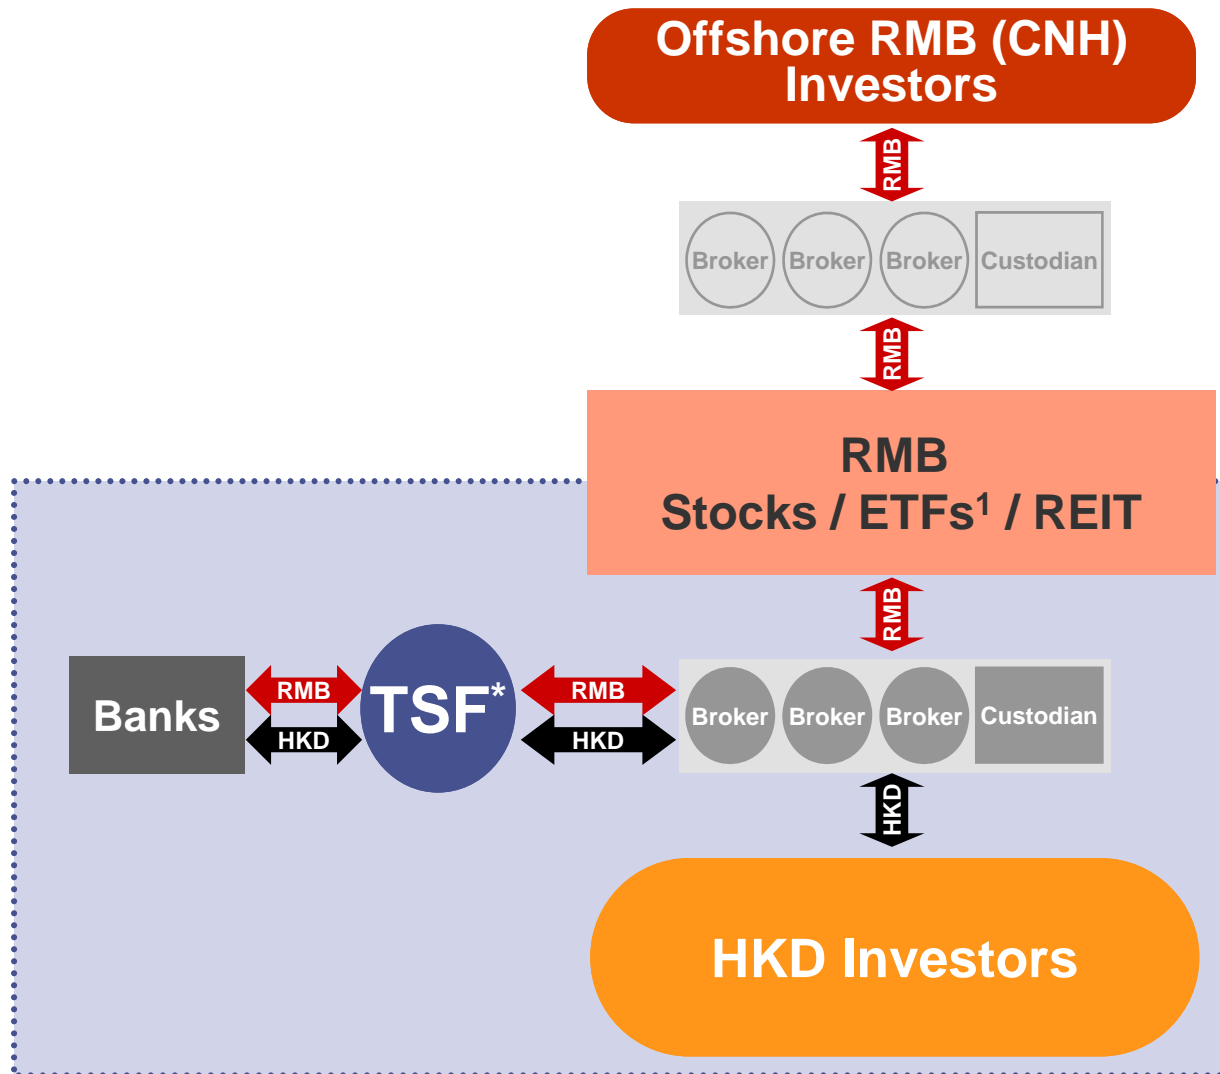 Offshore RMB (CNH)
Investors
RMB
Broker Broker Broker Custodian
RMB
RMB
Stocks / ETFs¹ / REIT
RMB
Banks
RMB
HKD
TSF*
RMB
HKD
Broker Broker Broker Custodian
HKD
HKD Investors